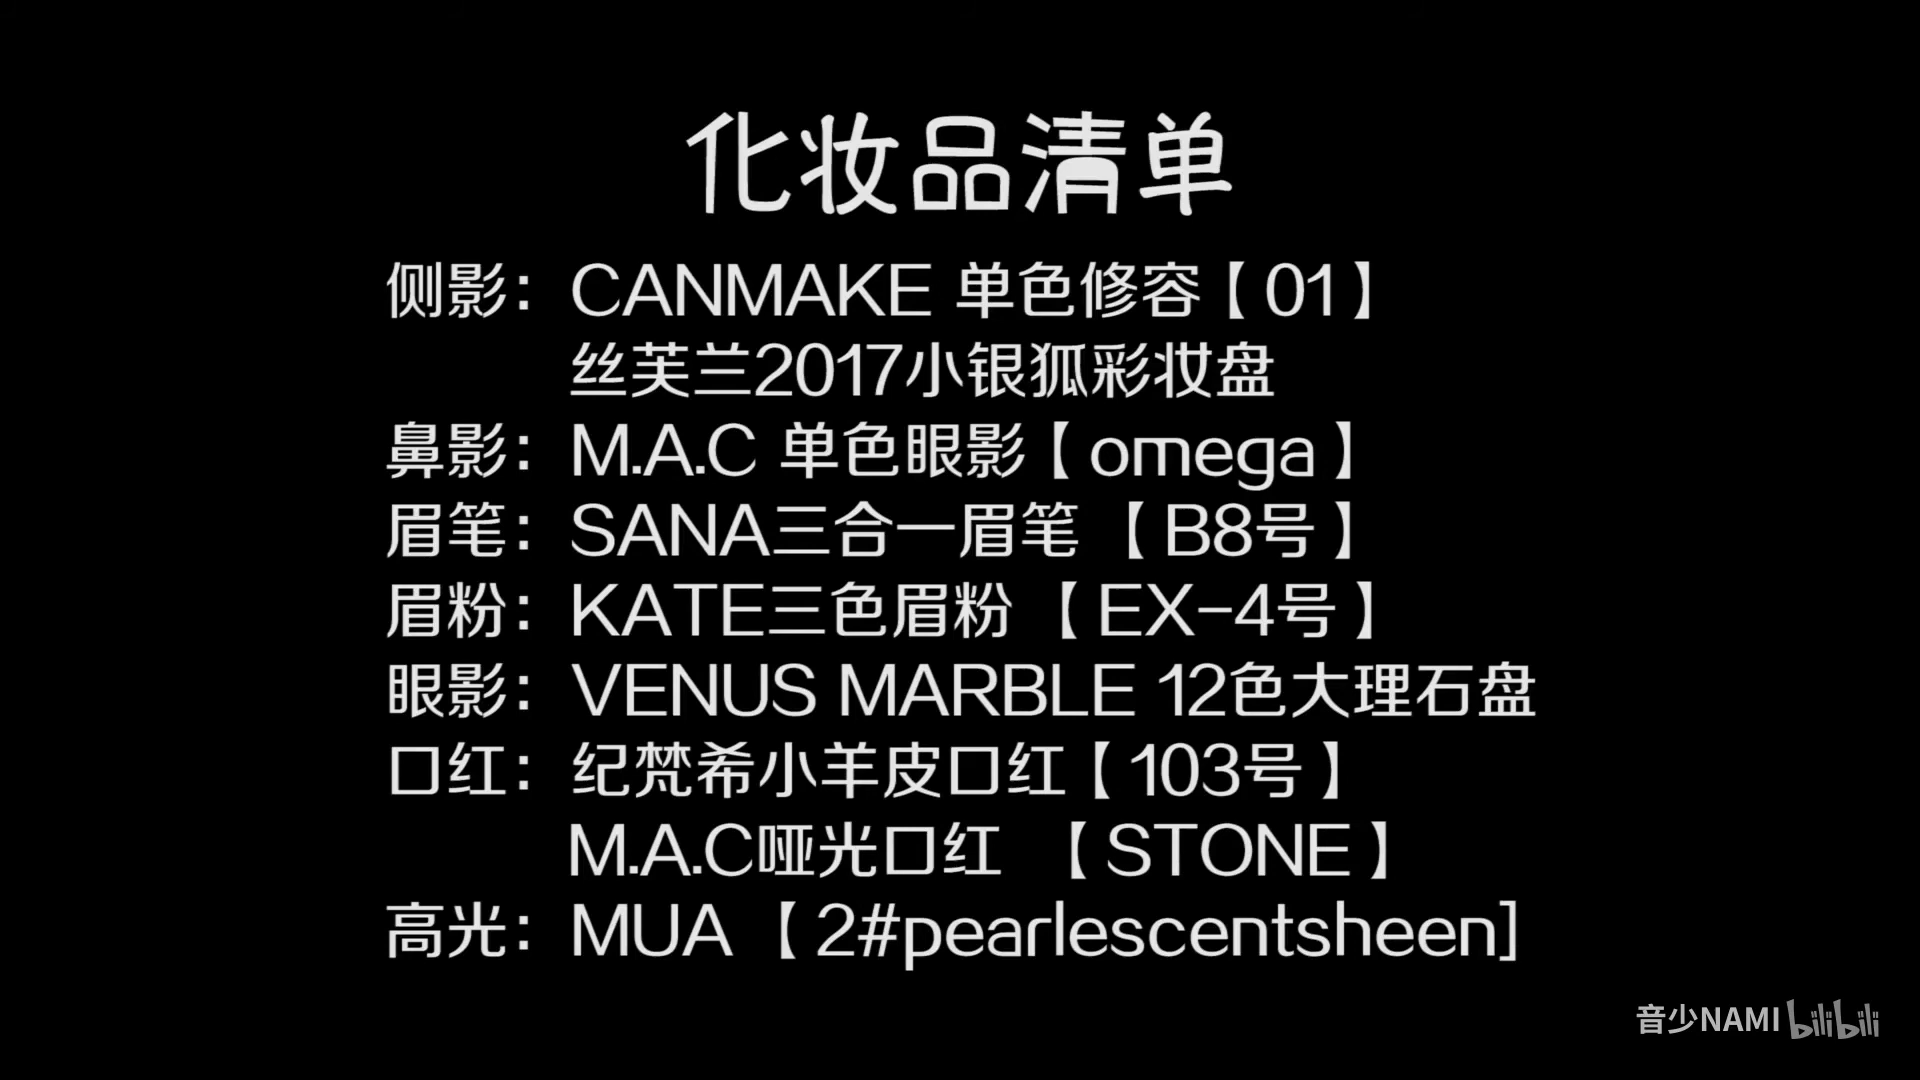 化妆品清单
侧影：CANMAKE 单色修容【01】
丝芙兰2017小银狐彩妆盘
鼻影：M.A.C 单色眼影【omega】
眉笔：SANA三合一眉笔 【B8号】
眉粉：KATE三色眉粉 【EX-4号】
眼影：VENUS MARBLE 12色大理石盘
口红：纪梵希小羊皮口红【103号】
M.A.C哑光口红 【STONE】
高光：MUA 【2#pearlescentsheen]
音少NAMI bilibili